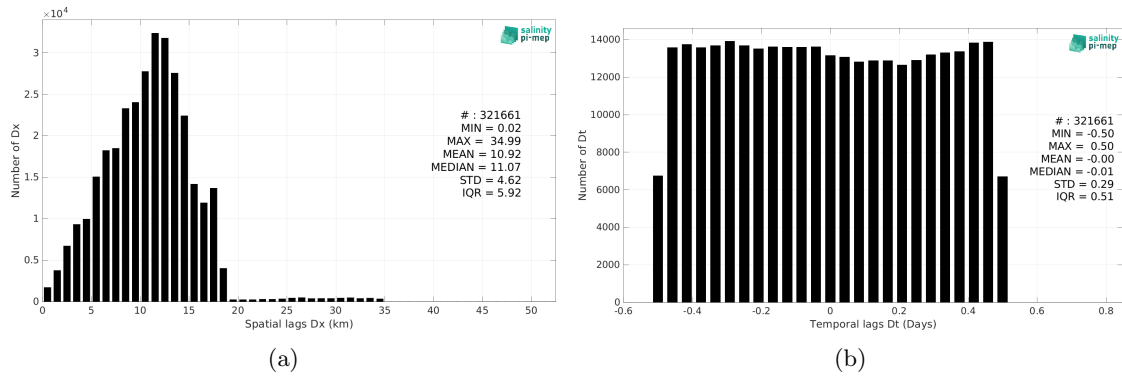 ×10⁴
3
2.5
2
1.5
1
0.5
0
Number of Dx
salinity
pi-mep
# : 321661
MIN = 0.02
MAX = 34.99
MEAN = 10.92
MEDIAN = 11.07
STD = 4.62
IQR = 5.92
0 5 10 15 20 25 30 35 40 45 50
Spatial lags Dx (km)
(a)
14000
12000
10000
8000
6000
4000
2000
0
Number of Dt
salinity
pi-mep
# : 321661
MIN = -0.50
MAX = 0.50
MEAN = -0.00
MEDIAN = -0.01
STD = 0.29
IQR = 0.51
-0.6 -0.4 -0.2 0 0.2 0.4 0.6 0.8
Temporal lags Dt (Days)
(b)